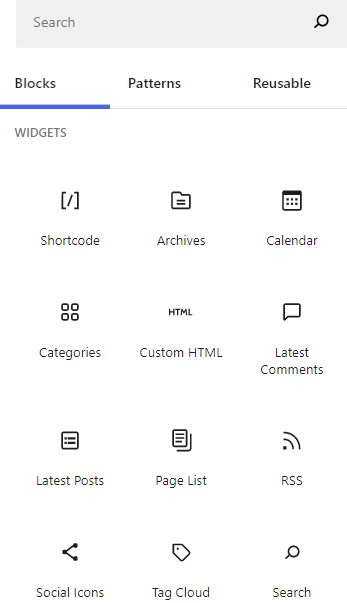 Search
Blocks Patterns Reusable
WIDGETS
[/]
Shortcode Archives Calendar
HTML
Categories Custom HTML Latest
Comments
Latest Posts Page List RSS
Social Icons Tag Cloud Search